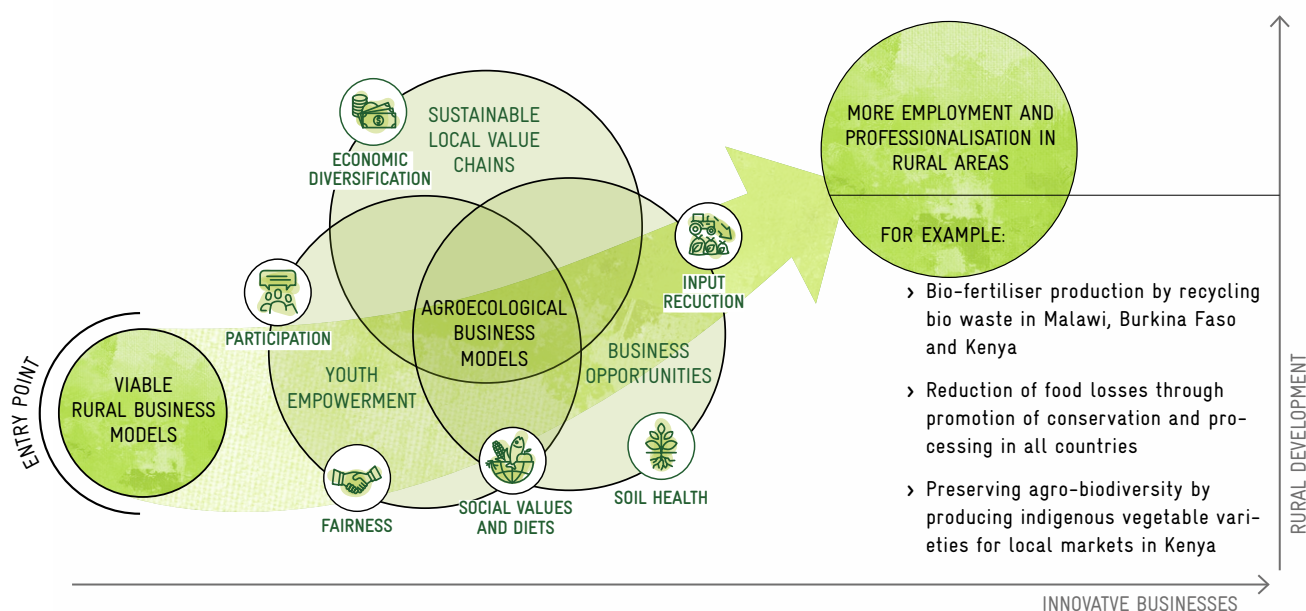 ENTRY POINT
VIABLE
RURAL BUSINESS
MODELS
SUSTAINABLE
LOCAL VALUE
CHAINS
ECONOMIC
DIVERSIFICATION
PARTICIPATION
YOUTH
EMPOWERMENT
AGROECOLOGICAL
BUSINESS
MODELS
BUSINESS
OPPORTUNITIES
INPUT
RECUCTION
FAIRNESS
SOCIAL VALUES
AND DIETS
SOIL HEALTH
MORE EMPLOYMENT AND
PROFESSIONALISATION IN
RURAL AREAS
FOR EXAMPLE:
› Bio-fertiliser production by recycling
bio waste in Malawi, Burkina Faso
and Kenya
› Reduction of food losses through
promotion of conservation and pro-
cessing in all countries
› Preserving agro-biodiversity by
producing indigenous vegetable vari-
eties for local markets in Kenya
RURAL DEVELOPMENT
INNOVATVE BUSINESSES